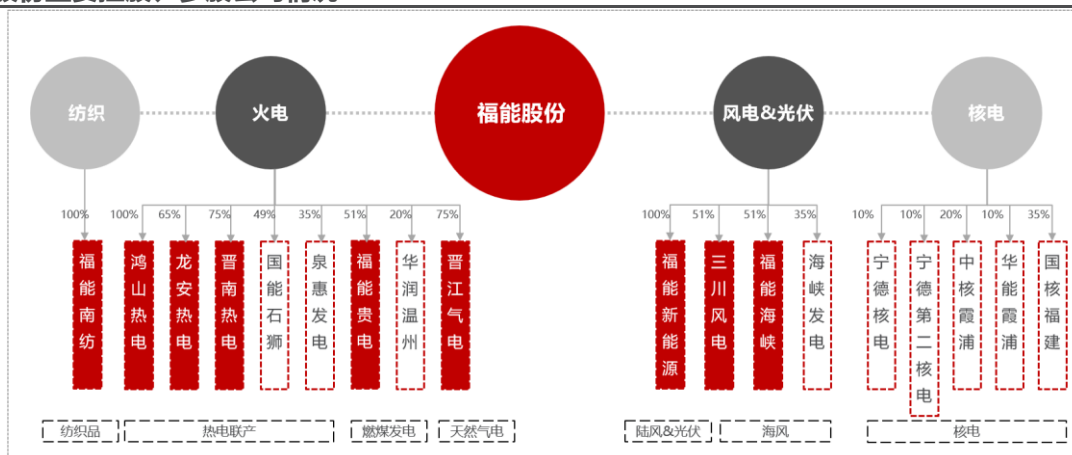 纺织
火电
福能股份
风电&光伏
核电
100%
100%
65%
75%
49%
35%
51%
20%
75%
100%
51%
51%
35%
10%
10%
20%
10%
35%
福能南纺
鸿山热电
龙安热电
晋南热电
国能石狮
泉惠发电
福能贵电
华润温州
晋江气电
福能新能源
三川风电
福能海峡
海峡发电
宁德核电
宁德第二核电
中核霞浦
华能霞浦
国核福建
纺织品
热电联产
燃煤发电
天然气电
陆风&光伏
海风
核电